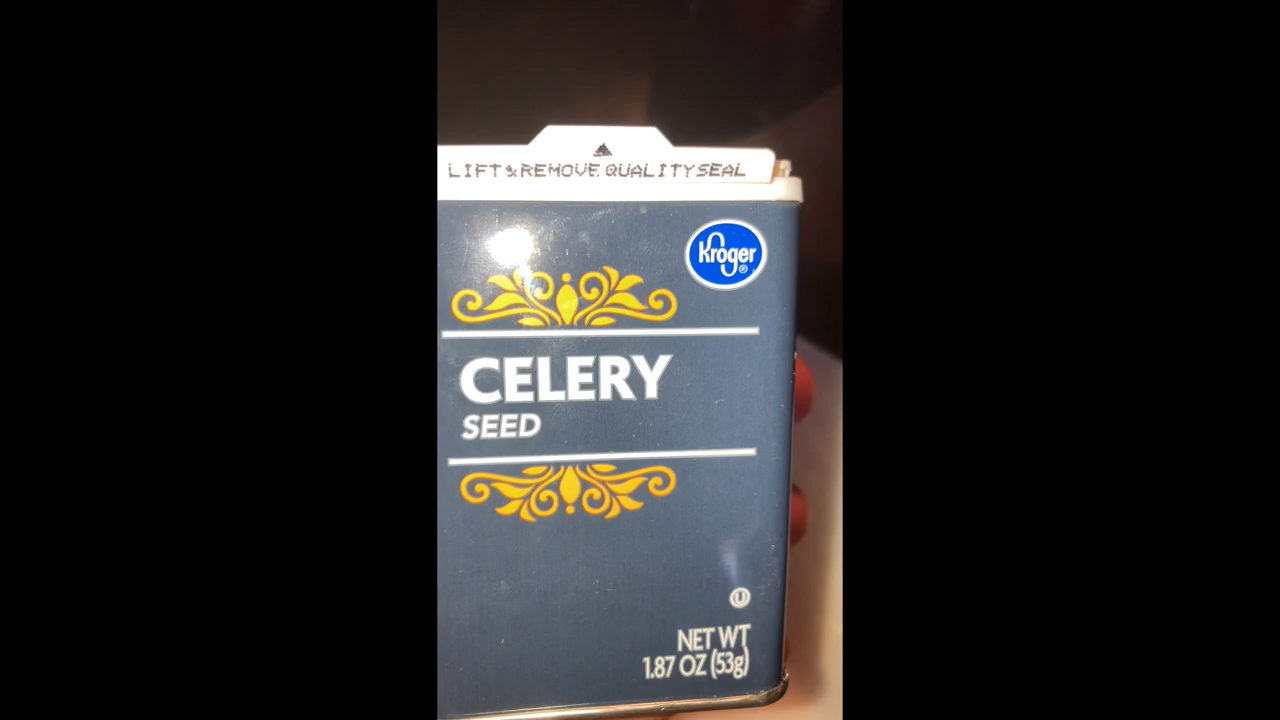 LIFT & REMOVE QUALITY SEAL
Kroger®
CELERY
SEED
U
NET WT
1.87 OZ (53g)